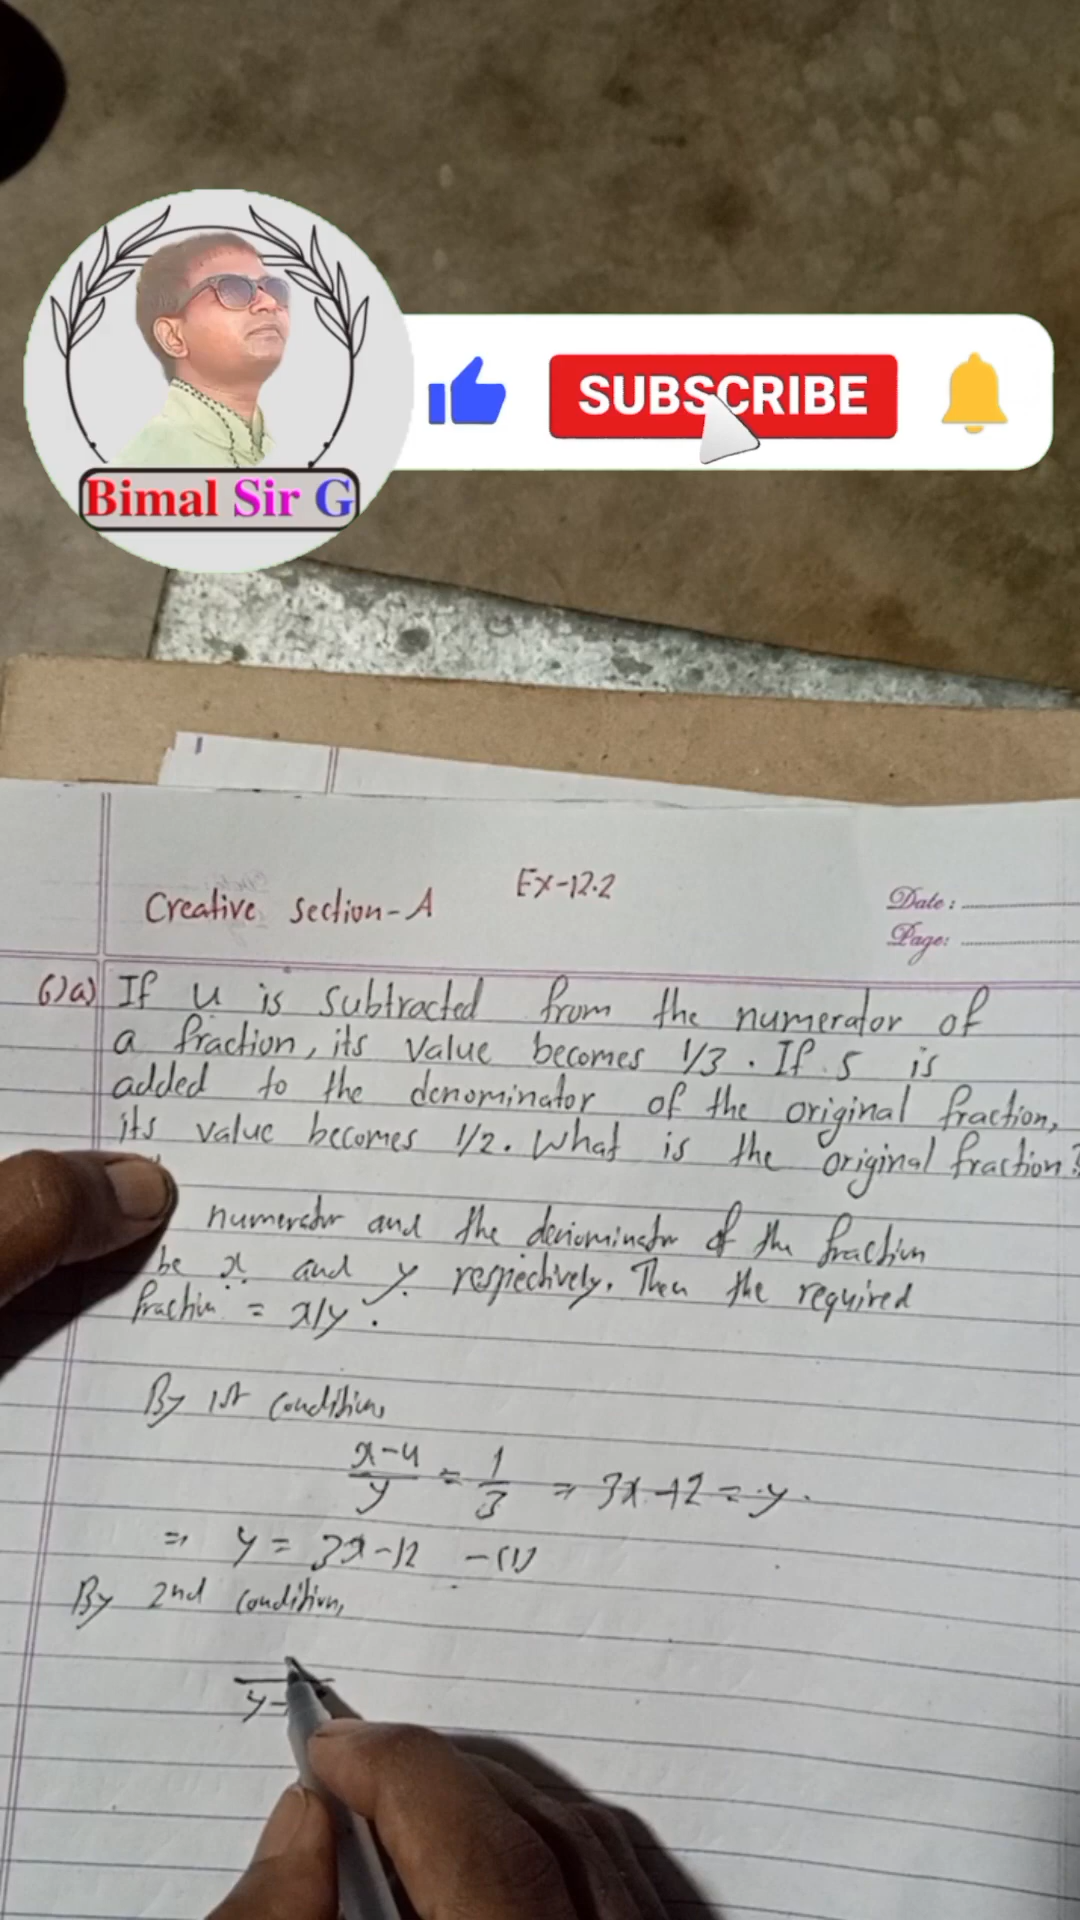 SUBSCRIBE
Bimal Sir G
Ex-12.2
Creative section-A
Date:
Page:
6)a) If 4 is subtracted from the numerator of
a fraction, its value becomes 1/3. If 5 is
added to the denominator of the original fraction,
its value becomes 1/2. What is the original fraction?
numerator and the denominator of the fraction
be x and y respectively. Then the required
fraction = x/y.
By 1st condition,
x-4/y = 1/3 ⇒ 3x-12 = y.
⇒ y = 3x-12 -(1)
By 2nd condition,
y